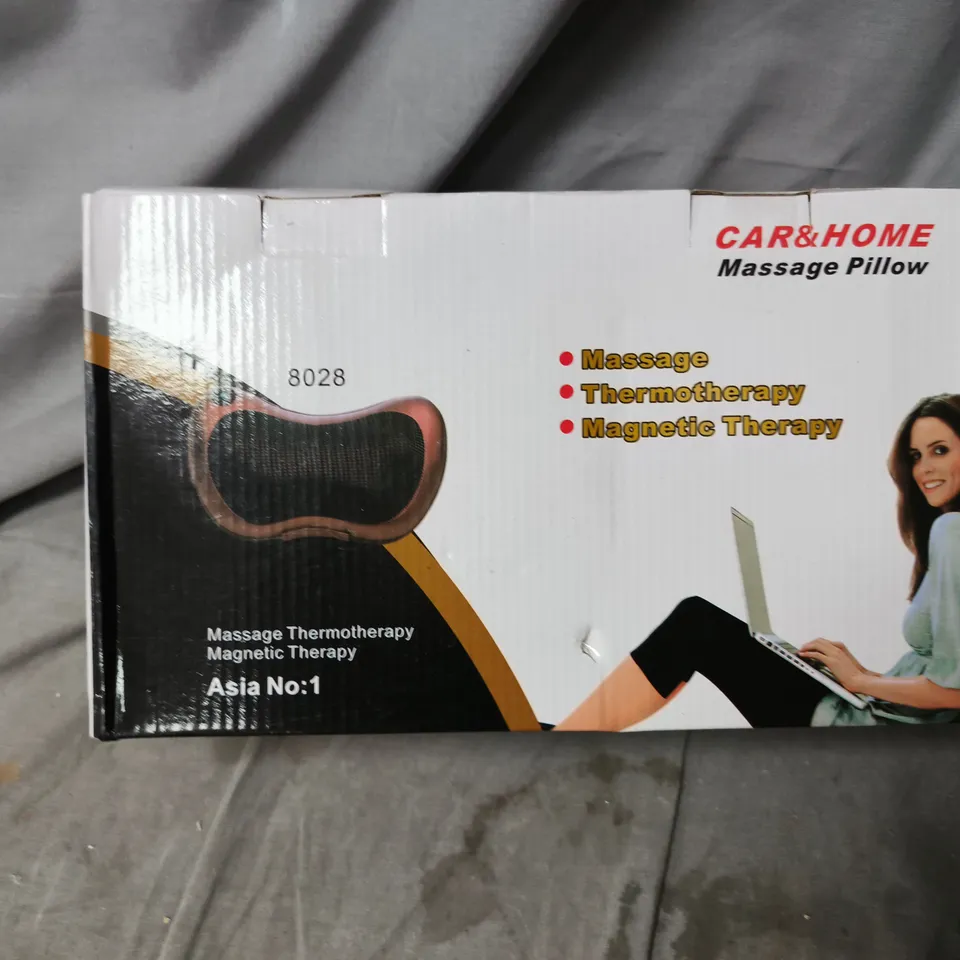 CAR&HOME
Massage Pillow
Massage
Thermotherapy
Magnetic Therapy
8028
Massage Thermotherapy
Magnetic Therapy
Asia No:1